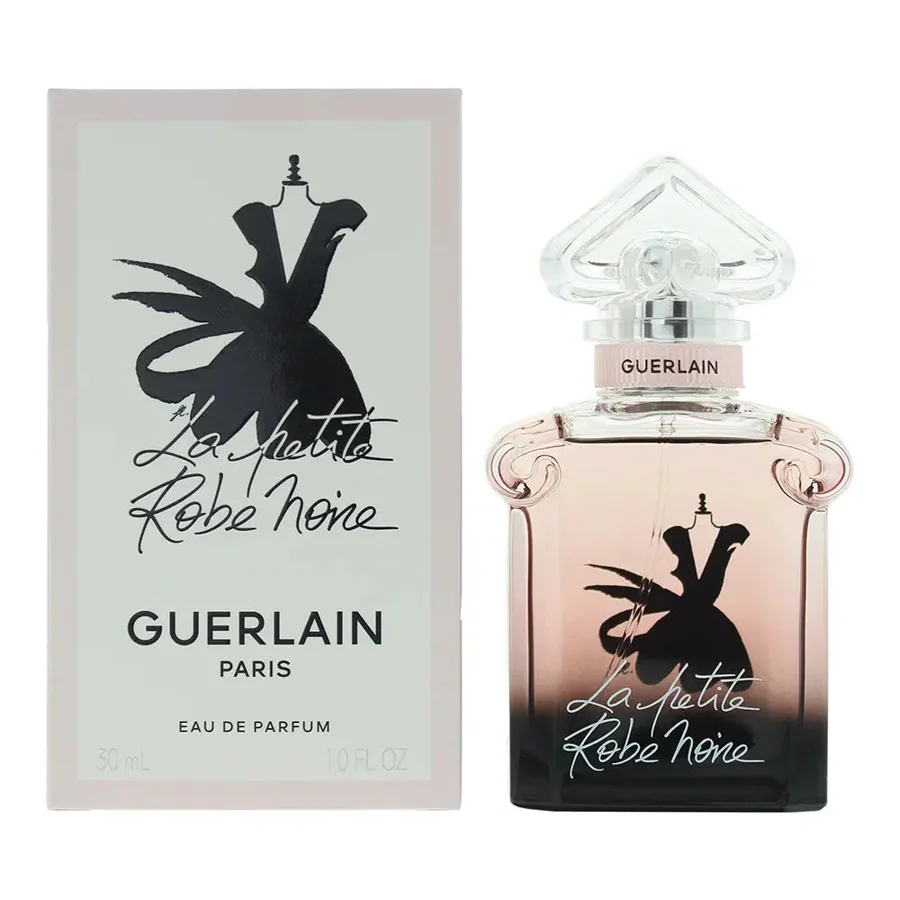 La petite
Robe Noire
GUERLAIN
PARIS
EAU DE PARFUM
30 mL 1.0 FL OZ
GUERLAIN
La petite
Robe Noire